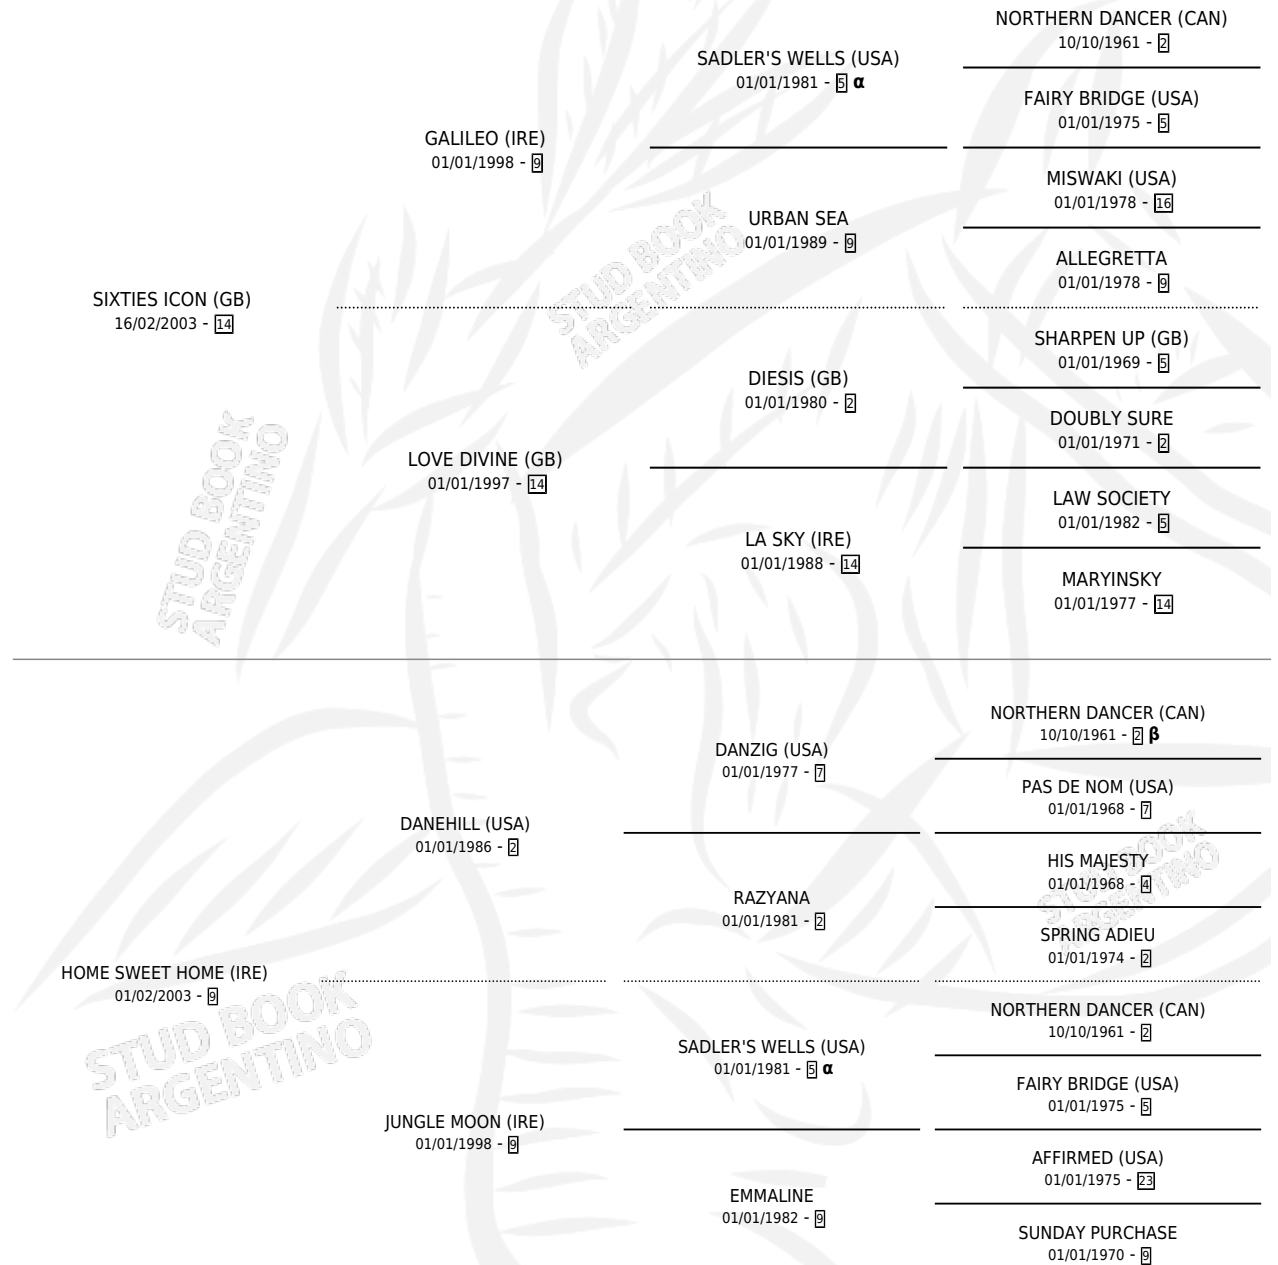 NORTHERN DANCER (CAN)
10/10/1961 - 2
SADLER'S WELLS (USA)
01/01/1981 - 5 α
FAIRY BRIDGE (USA)
01/01/1975 - 5
GALILEO (IRE)
01/01/1998 - 9
MISWAKI (USA)
01/01/1978 - 16
URBAN SEA
01/01/1989 - 9
ALLEGRETTA
01/01/1978 - 9
SIXTIES ICON (GB)
16/02/2003 - 14
SHARPEN UP (GB)
01/01/1969 - 5
DIESIS (GB)
01/01/1980 - 2
DOUBLY SURE
01/01/1971 - 2
LOVE DIVINE (GB)
01/01/1997 - 14
LAW SOCIETY
01/01/1982 - 5
LA SKY (IRE)
01/01/1988 - 14
MARYINSKY
01/01/1977 - 14
NORTHERN DANCER (CAN)
10/10/1961 - 2 β
DANZIG (USA)
01/01/1977 - 7
PAS DE NOM (USA)
01/01/1968 - 7
DANEHILL (USA)
01/01/1986 - 2
HIS MAJESTY
01/01/1968 - 4
RAZYANA
01/01/1981 - 2
SPRING ADIEU
01/01/1974 - 2
HOME SWEET HOME (IRE)
01/02/2003 - 9
NORTHERN DANCER (CAN)
10/10/1961 - 2
SADLER'S WELLS (USA)
01/01/1981 - 5 α
FAIRY BRIDGE (USA)
01/01/1975 - 5
JUNGLE MOON (IRE)
01/01/1998 - 9
AFFIRMED (USA)
01/01/1975 - 23
EMMALINE
01/01/1982 - 9
SUNDAY PURCHASE
01/01/1970 - 9
STUD BOOK
ARGENTINO
STUD BOOK
ARGENTINO
STUD BOOK
ARGENTINO
STUD BOOK
ARGENTINO